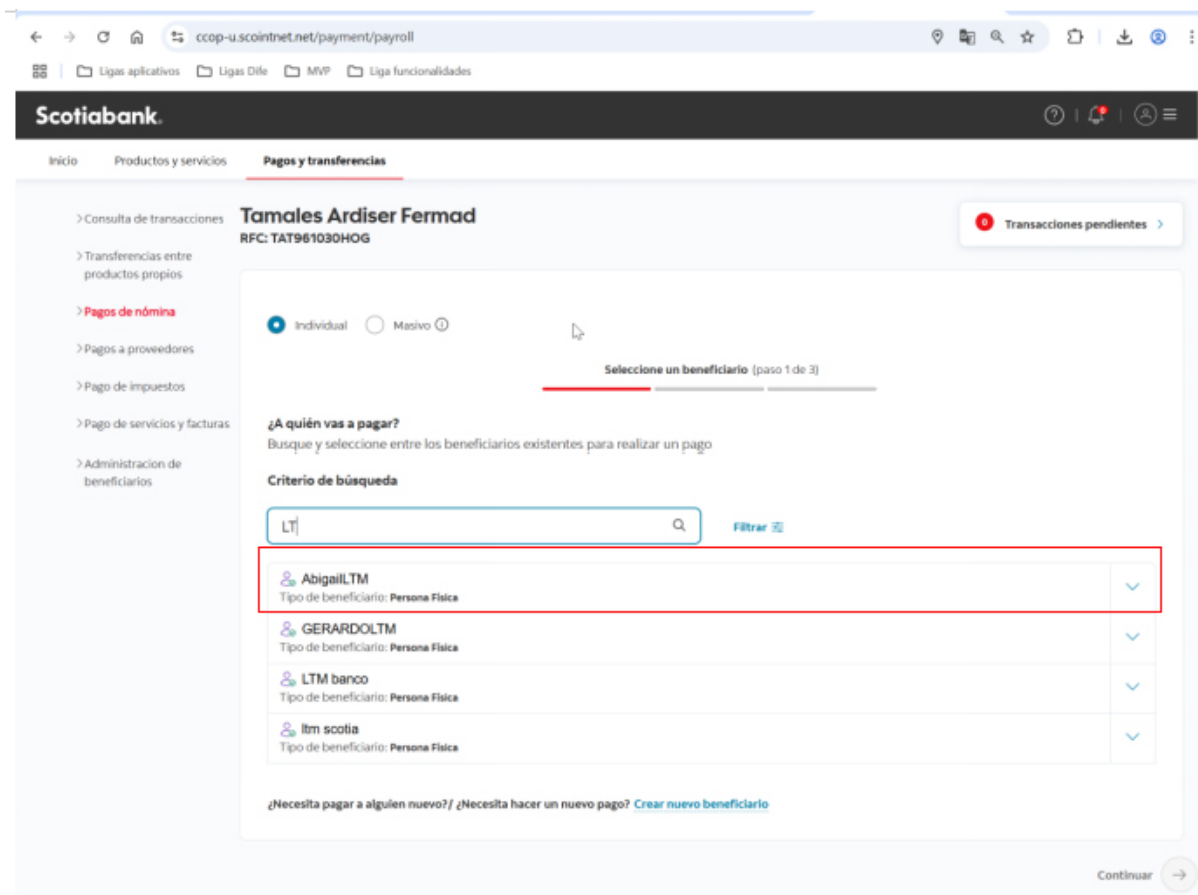 ccop-u.scointnet.net/payment/payroll
Ligas aplicativos Ligas Dife MVP Liga funcionalidades
Scotiabank.
Inicio Productos y servicios Pagos y transferencias
Consulta de transacciones
Transferencias entre
productos propios
Pagos de nómina
Pagos a proveedores
Pago de impuestos
Pago de servicios y facturas
Administracion de
beneficiarios
Tamales Ardiser Fermad
RFC: TAT961030HOG
0 Transacciones pendientes
Individual Masivo
Seleccione un beneficiario (paso 1 de 3)
¿A quién vas a pagar?
Busque y seleccione entre los beneficiarios existentes para realizar un pago
Criterio de búsqueda
LT
Filtrar
AbigailLTM
Tipo de beneficiario: Persona Física
GERARDOLTM
Tipo de beneficiario: Persona Física
LTM banco
Tipo de beneficiario: Persona Física
ltm scotia
Tipo de beneficiario: Persona Física
¿Necesita pagar a alguien nuevo?/ ¿Necesita hacer un nuevo pago? Crear nuevo beneficiario
Continuar